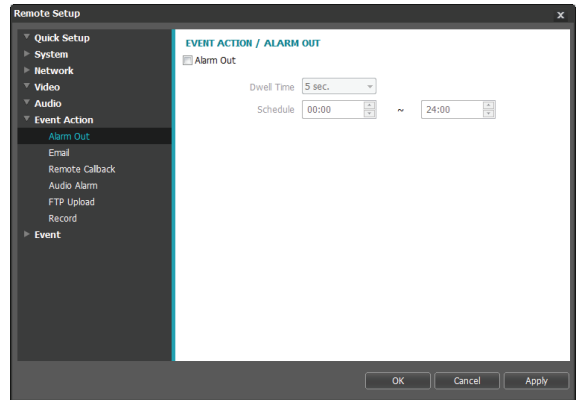 Remote Setup x
Quick Setup
System
Network
Video
Audio
Event Action
Alarm Out
Email
Remote Callback
Audio Alarm
FTP Upload
Record
Event
EVENT ACTION / ALARM OUT
Alarm Out
Dwell Time 5 sec.
Schedule 00:00 ~ 24:00
OK Cancel Apply